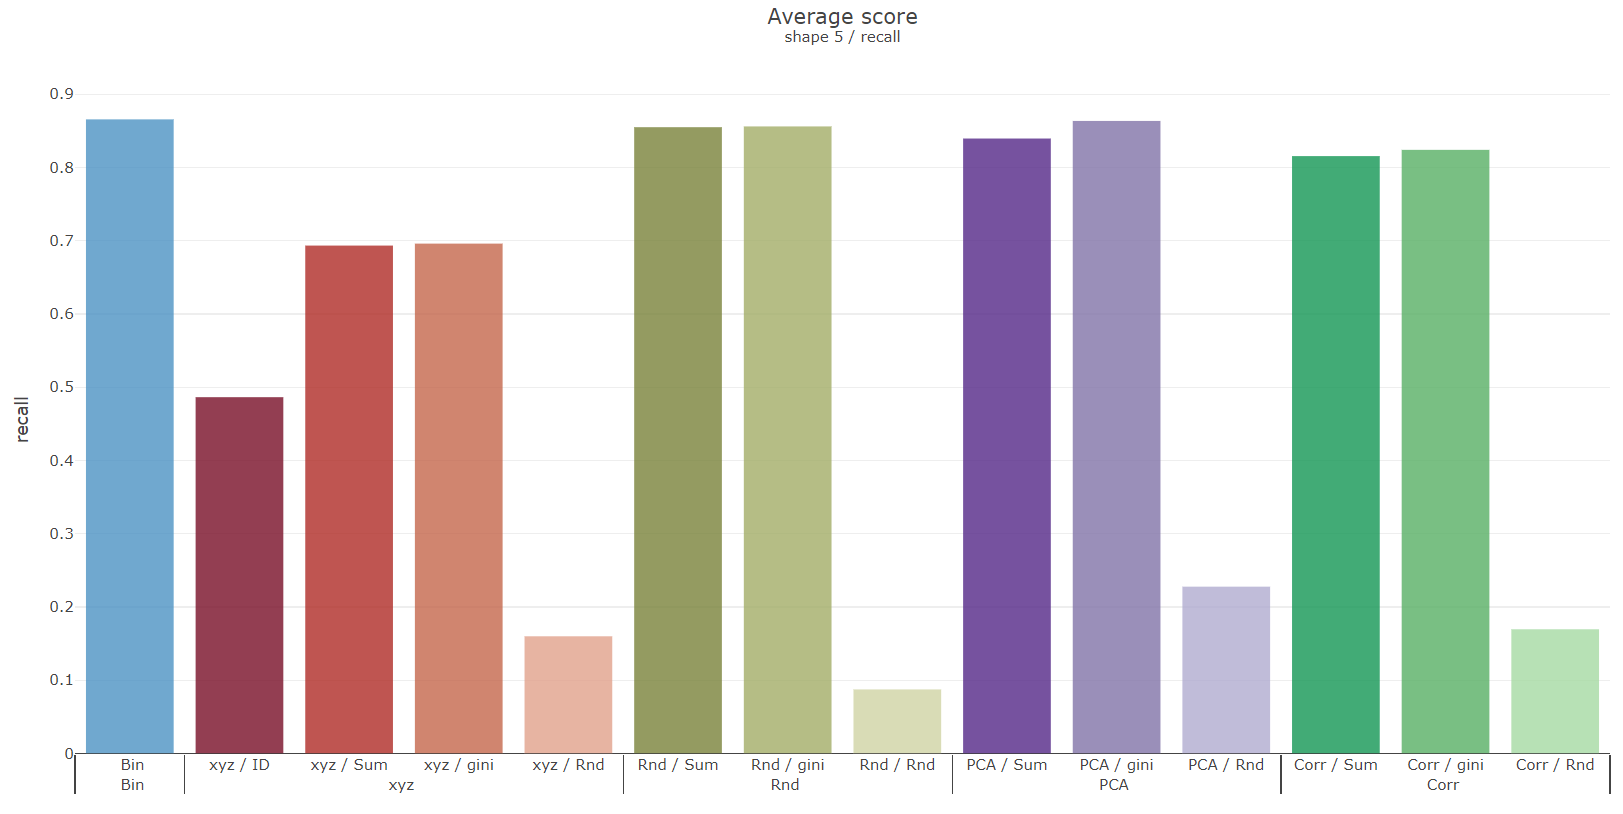 Average score
shape 5 / recall
recall
0.9
0.8
0.7
0.6
0.5
0.4
0.3
0.2
0.1
0
Bin xyz / ID xyz / Sum xyz / gini xyz / Rnd Rnd / Sum Rnd / gini Rnd / Rnd PCA / Sum PCA / gini PCA / Rnd Corr / Sum Corr / gini Corr / Rnd
Bin xyz Rnd PCA Corr